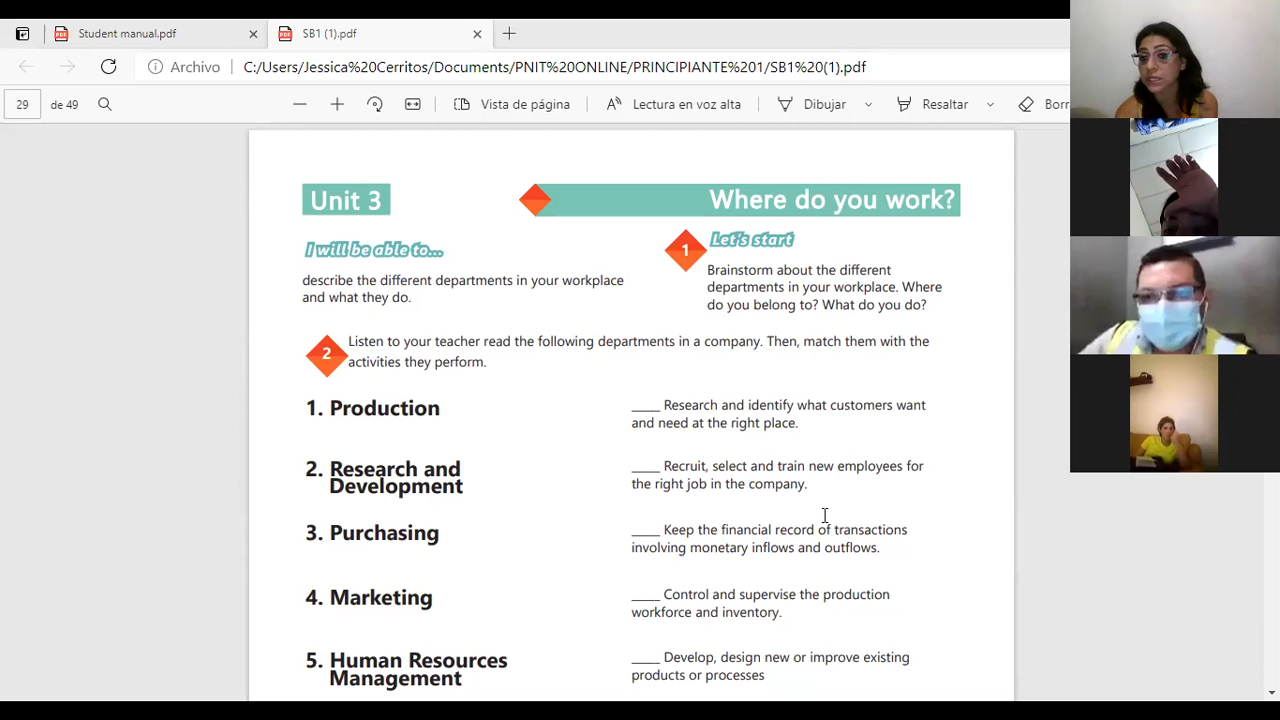 Student manual.pdf
SB1 (1).pdf
Archivo
C:/Users/Jessica%20Cerritos/Documents/PNIT%20ONLINE/PRINCIPIANTE%201/SB1%20(1).pdf
29
de 49
Vista de página
Lectura en voz alta
Dibujar
Resaltar
Borr
Unit 3
Where do you work?
I will be able to...
describe the different departments in your workplace
and what they do.
1
Let's start
Brainstorm about the different
departments in your workplace. Where
do you belong to? What do you do?
2
Listen to your teacher read the following departments in a company. Then, match them with the
activities they perform.
1. Production
____ Research and identify what customers want
and need at the right place.
2. Research and
Development
____ Recruit, select and train new employees for
the right job in the company.
3. Purchasing
____ Keep the financial record of transactions
involving monetary inflows and outflows.
4. Marketing
____ Control and supervise the production
workforce and inventory.
5. Human Resources
Management
____ Develop, design new or improve existing
products or processes